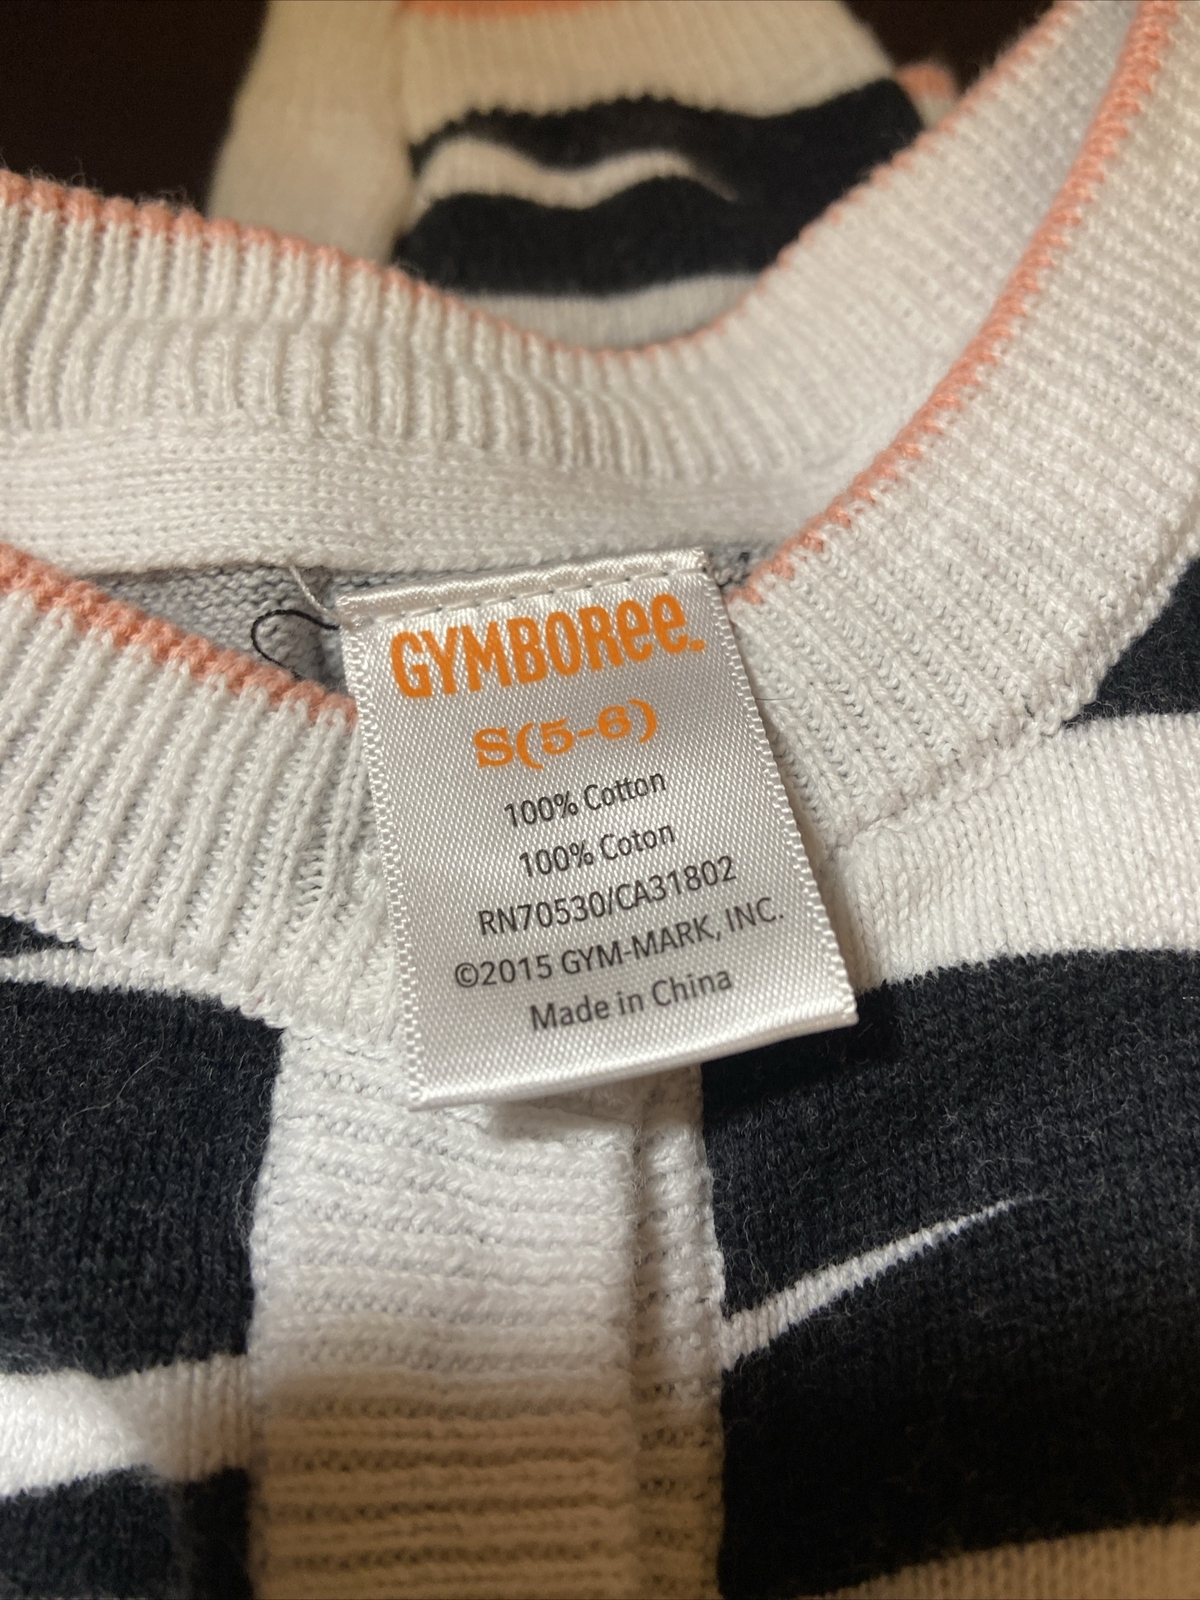 GYMBORee.
S(5-6)
100% Cotton
100% Coton
RN70530/CA31802
©2015 GYM-MARK, INC.
Made in China